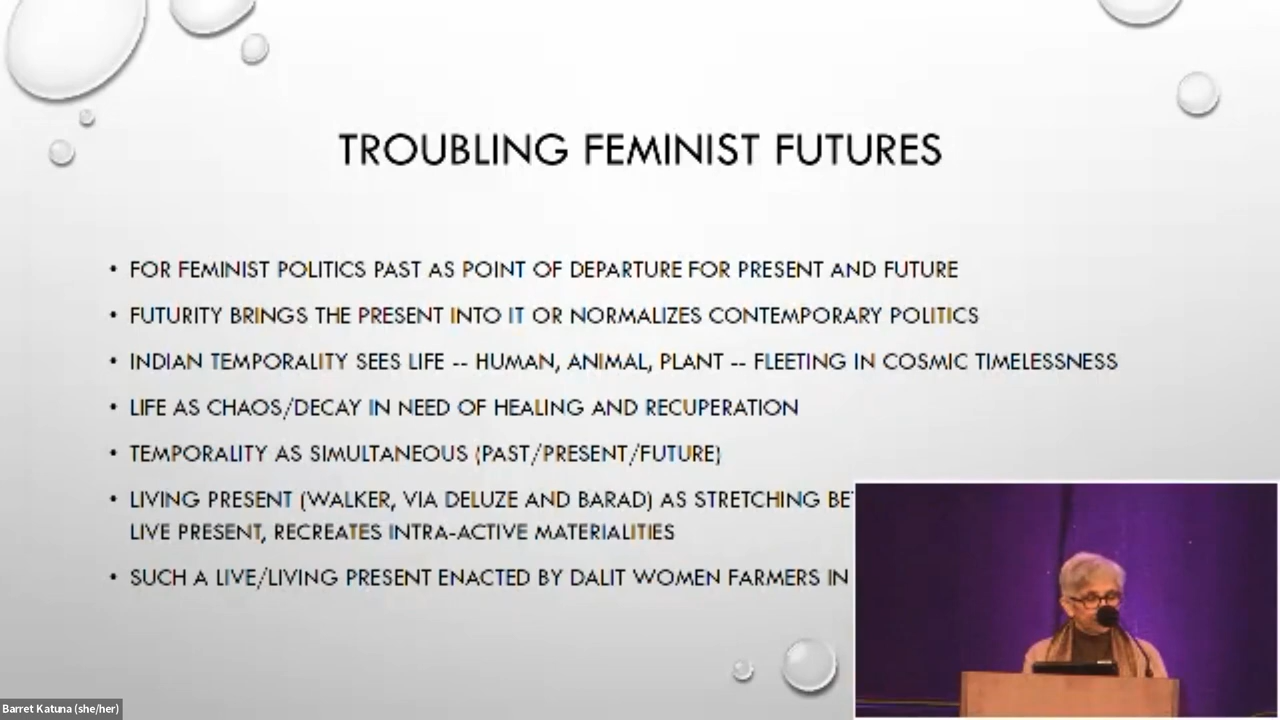 TROUBLING FEMINIST FUTURES
• FOR FEMINIST POLITICS PAST AS POINT OF DEPARTURE FOR PRESENT AND FUTURE
• FUTURITY BRINGS THE PRESENT INTO IT OR NORMALIZES CONTEMPORARY POLITICS
• INDIAN TEMPORALITY SEES LIFE -- HUMAN, ANIMAL, PLANT -- FLEETING IN COSMIC TIMELESSNESS
• LIFE AS CHAOS/DECAY IN NEED OF HEALING AND RECUPERATION
• TEMPORALITY AS SIMULTANEOUS (PAST/PRESENT/FUTURE)
• LIVING PRESENT (WALKER, VIA DELUZE AND BARAD) AS STRETCHING
LIVE PRESENT, RECREATES INTRA-ACTIVE MATERIALITIES
• SUCH A LIVE/LIVING PRESENT ENACTED BY DALIT WOMEN FARMERS IN
Barret Katuna (she/her)